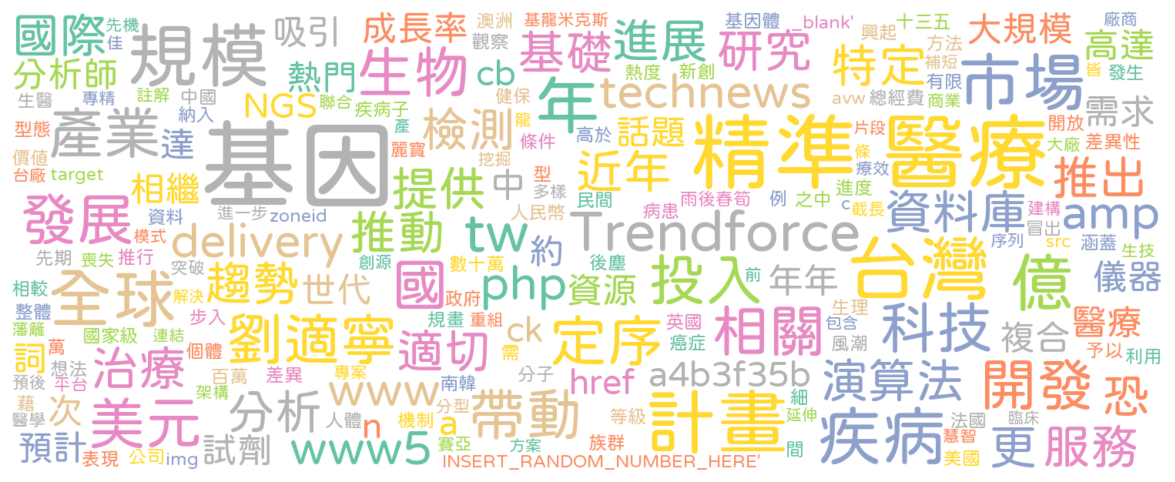 國際 先機 佳 規模 吸引 成長率 澳洲 觀察 基龍米克斯 基礎 進展 基因體 _blank' 研究 興起 十三五 方法 補短 大規模 廠商 高達
分析師 熱門 生物 cb 熱度 新創 特定 有限 市場 皆 發生
生醫 專精 註解 中國 納入 NGS 聯合 疾病子 健保 年 technews avw 總經費 商業 需求
型態 產業 達 產 麗寶 檢測 龍 條件 高於 話題 精準 片段 條 醫療 開放 大廠 差異性
價值 台廠 target 相繼 基因 提供 中 挖掘 型 多樣 近年 民間 雨後春筍 例 之中 療效 進度 c 截長 推出
發展 資料 進一步 zoneid 人民幣 病患 資料庫 建構 冒出 amp
模式 delivery 推動 tw 約 Trendforce 序列 src 涵蓋 生技
先期 喪失 推行 突破 創源 數十萬 後塵 前 台灣 億 儀器
相較 全球 趨勢 世代 國 php 資源 投入 年年
整體 解決 步入 政府 規畫 重組 英國 生理 科技 複合 醫療
藩籬 國家級 連結 劉適寧 適切 ck 定序 癌症 相關 包含 風潮 予以 利用
詞 萬 想法 個體 需
預後 平台 治療 百萬 差異 專案 www 南韓 分子 href a4b3f35b 細 演算法 開發 恐
藉 醫學 次 架構 分析 人體 n 機制 分型 a 帶動 等級 計畫 延伸 法國 臨床
美元 賽亞 方案 族群 間 疾病 慧智 更 服務
預計 表現 公司 img 試劑 www5 INSERT_RANDOM_NUMBER_HERE' 美國